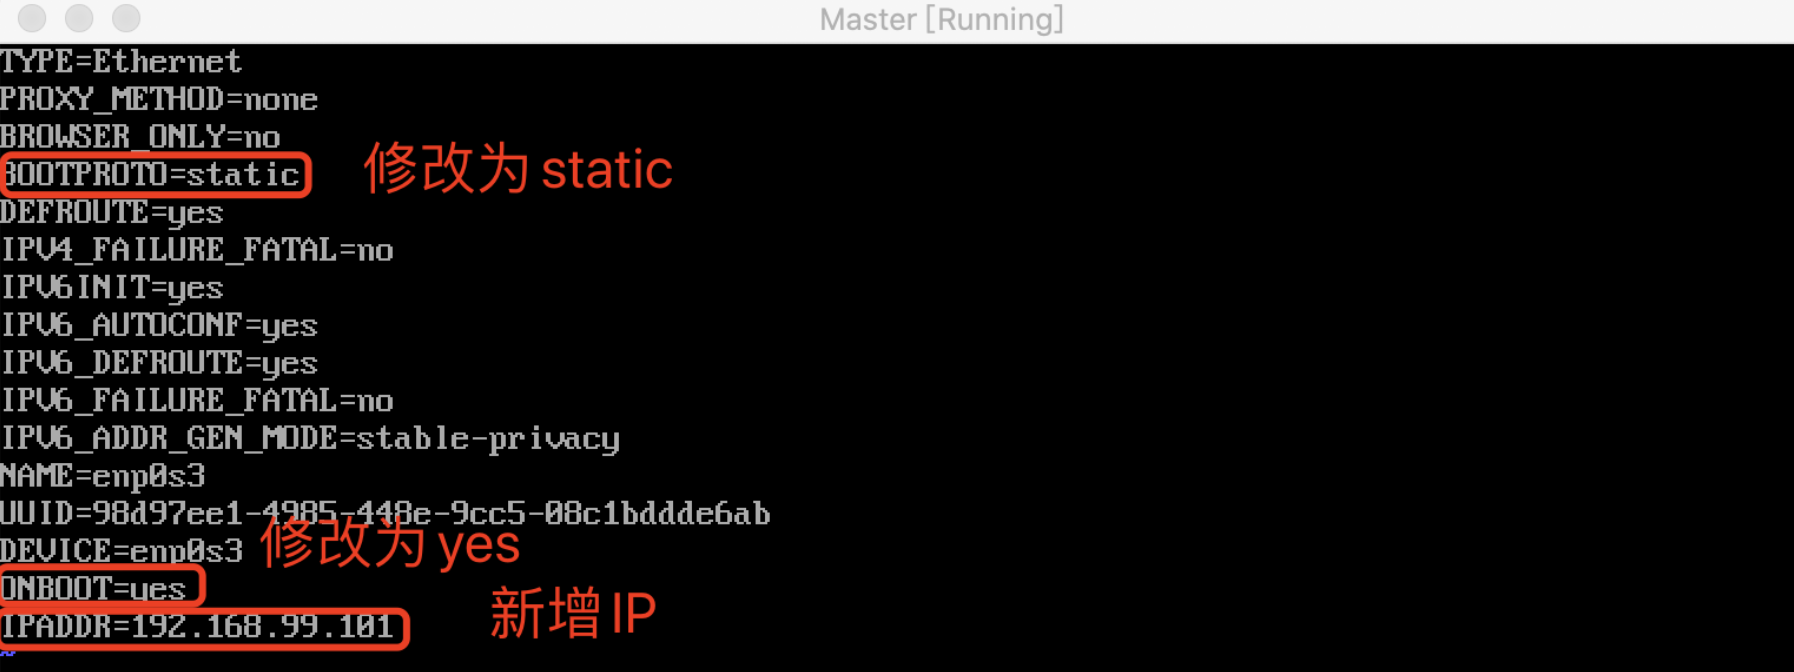 Master [Running]
TYPE=Ethernet
PROXY_METHOD=none
BROWSER_ONLY=no
BOOTPROTO=static 修改为 static
DEFROUTE=yes
IPV4_FAILURE_FATAL=no
IPV6INIT=yes
IPV6_AUTOCONF=yes
IPV6_DEFROUTE=yes
IPV6_FAILURE_FATAL=no
IPV6_ADDR_GEN_MODE=stable-privacy
NAME=enp0s3
UUID=98d97ee1-4985-448e-9cc5-08c1bddde6ab
DEVICE=enp0s3 修改为 yes
ONBOOT=yes
新增 IP
IPADDR=192.168.99.101
~